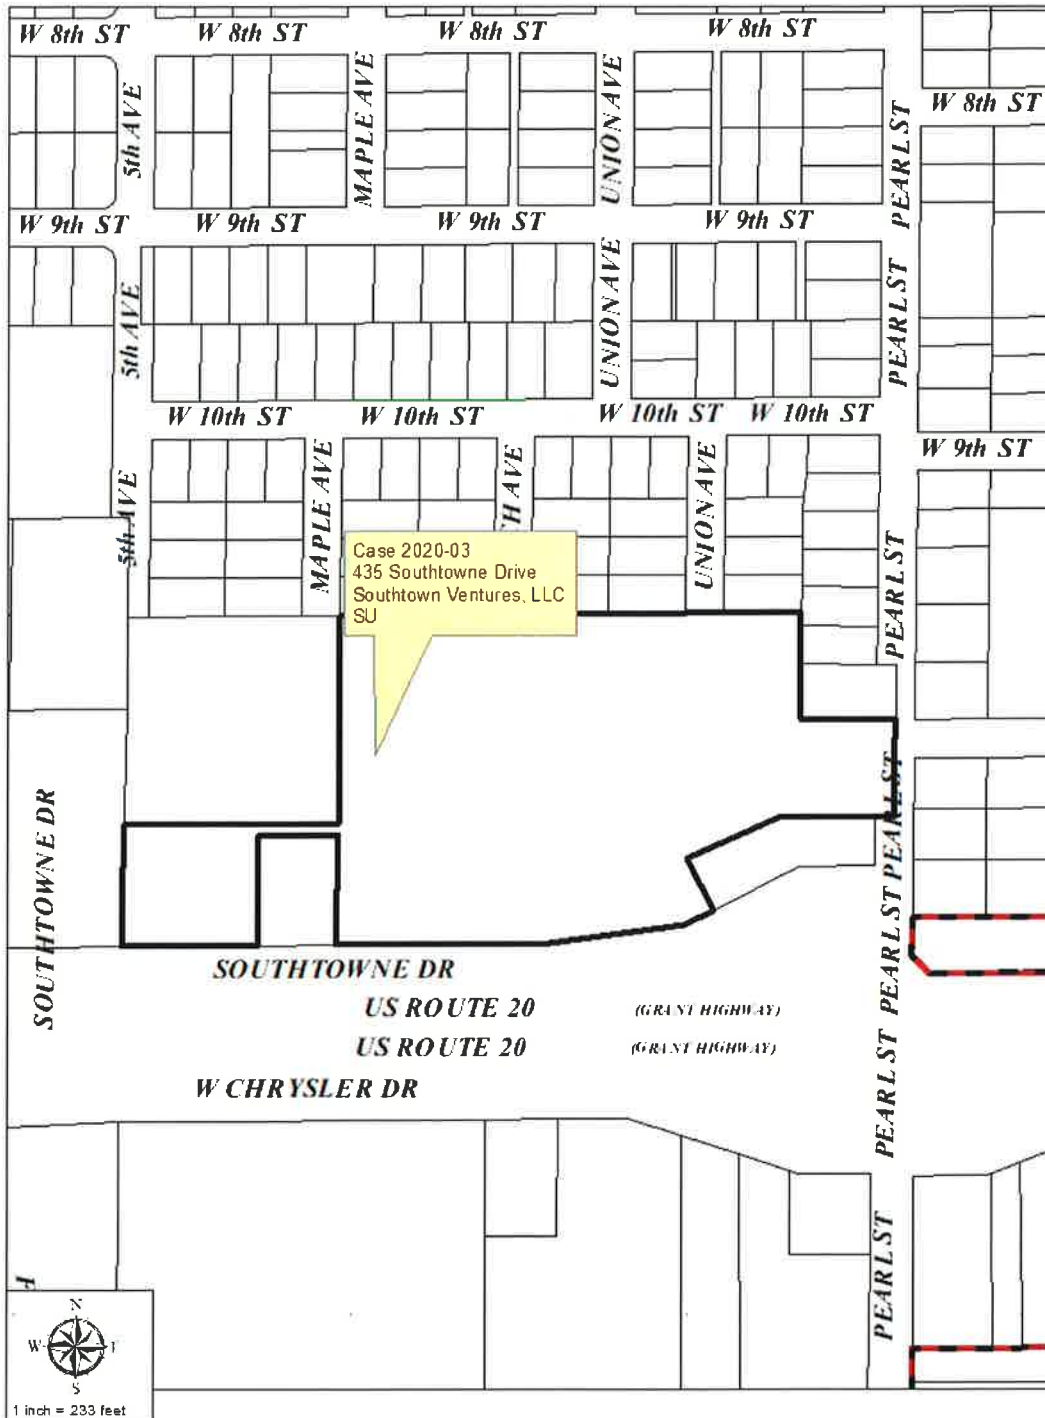 W 8th ST
W 8th ST
W 8th ST
W 8th ST
W 8th ST
5th AVE
MAPLE AVE
UNION AVE
PEARL ST
W 9th ST
W 9th ST
W 9th ST
W 9th ST
5th AVE
UNION AVE
PEARL ST
W 10th ST
W 10th ST
W 10th ST
W 10th ST
W 9th ST
5th AVE
MAPLE AVE
H AVE
UNION AVE
PEARL ST
Case 2020-03
435 Southtowne Drive
Southtown Ventures, LLC
SU
SOUTHTOWNE DR
PEARL ST
PEARL ST
SOUTHTOWNE DR
US ROUTE 20
(GRANT HIGHWAY)
US ROUTE 20
(GRANT HIGHWAY)
W CHRYSLER DR
PEARL ST
PEARL ST
N
W
S
1 inch = 233 feet